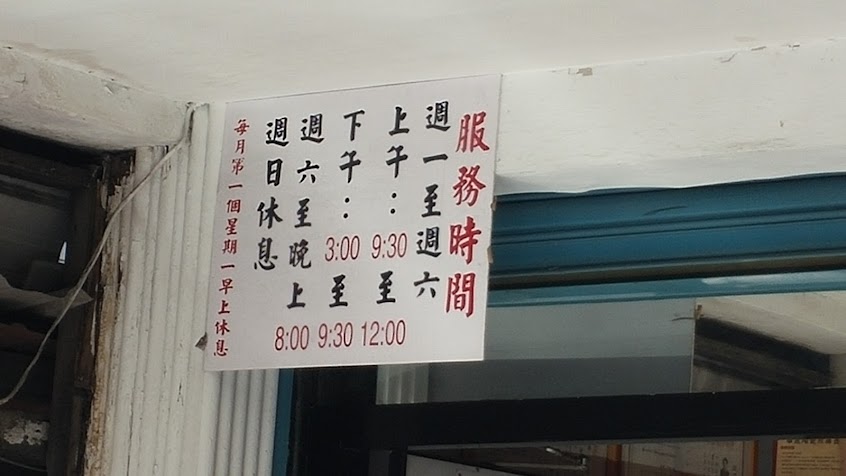 服務時間
週一至週六
上午：9:30至12:00
下午：3:00至9:30
週六至晚上8:00
週日休息
每月第一個星期一早上休息